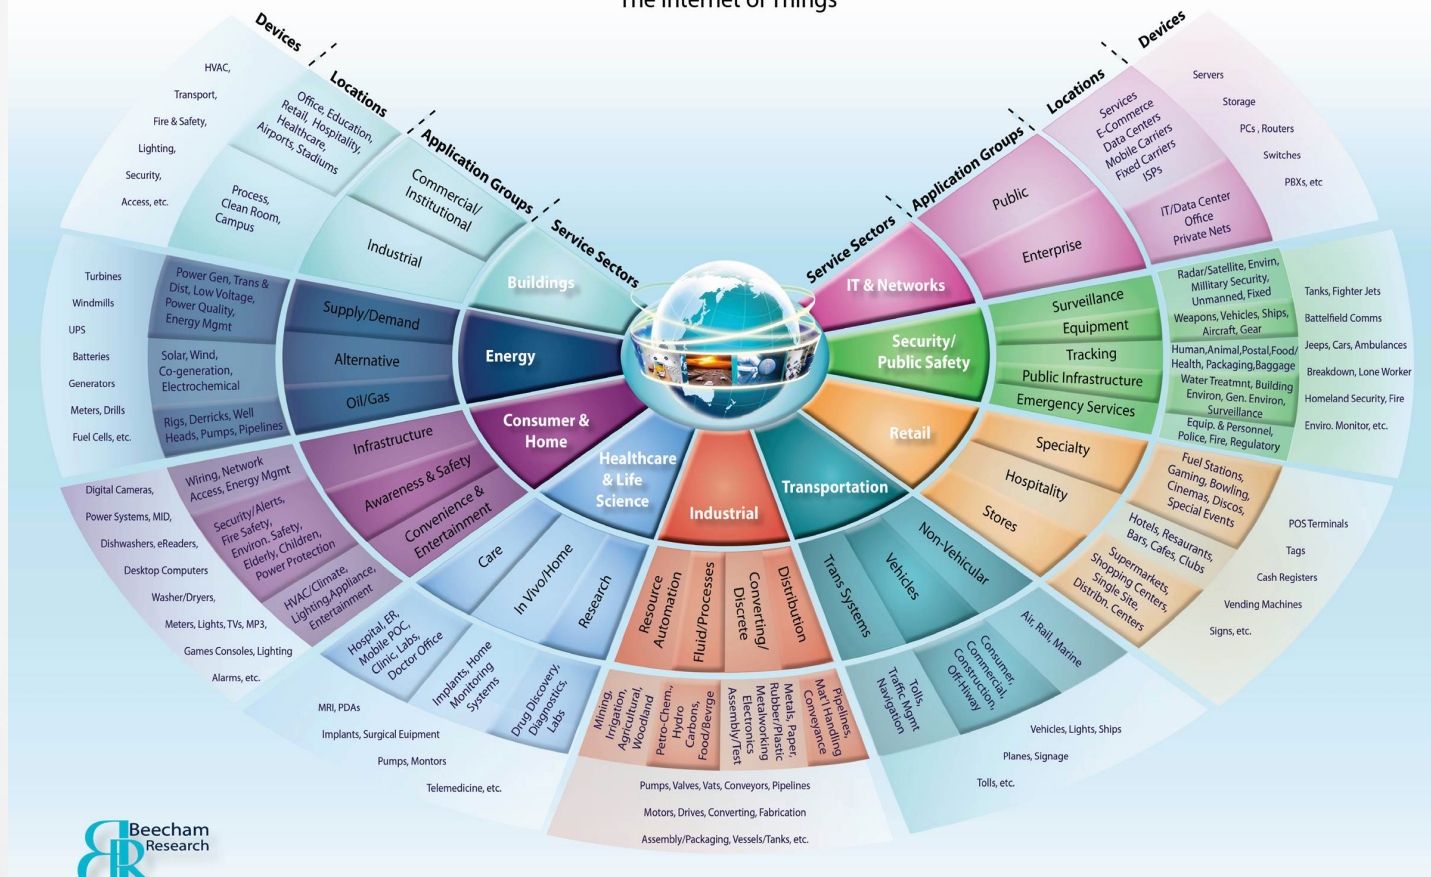 The Internet of Things
Devices
Locations
Application Groups
Service Sectors
Service Sectors
Application Groups
Locations
Devices
Buildings
Commercial/
Institutional
Industrial
Office, Education,
Retail, Hospitality,
Healthcare,
Airports, Stadiums
Process,
Clean Room,
Campus
HVAC,
Transport,
Fire & Safety,
Lighting,
Security,
Access, etc.
Energy
Supply/Demand
Alternative
Oil/Gas
Power Gen, Trans &
Dist, Low Voltage,
Power Quality,
Energy Mgmt
Solar, Wind,
Co-generation,
Electrochemical
Rigs, Derricks, Well
Heads, Pumps, Pipelines
Turbines
Windmills
UPS
Batteries
Generators
Meters, Drills
Fuel Cells, etc.
Consumer &
Home
Infrastructure
Awareness & Safety
Convenience &
Entertainment
Wiring, Network
Access, Energy Mgmt
Security/Alerts,
Fire Safety,
Environ, Safety,
Elderly, Children,
Power Protection
HVAC/Climate,
Lighting,Appliance,
Entertainment
Digital Cameras,
Power Systems, MID,
Dishwashers, eReaders,
Desktop Computers
Washer/Dryers,
Meters, Lights, TVs, MP3,
Games Consoles, Lighting
Alarms, etc.
Healthcare
& Life
Science
Care
In Vivo/Home
Research
Hospital, ER,
Mobile POC,
Clinic, Labs,
Doctor Office
Implants, Home
Monitoring
Systems
Drug Discovery,
Diagnostics,
Labs
MRI, PDAs
Implants, Surgical Euipment
Pumps, Montors
Telemedicine, etc.
Industrial
Resource
Automation
Fluid/Processes
Converting/
Discrete
Distribution
Mining,
Irrigation,
Agricultural,
Woodland
Petro-Chem.,
Hydro
Carbons,
Food/Bevrge
Metals, Paper,
Rubber/Plastic
Metalworking
Electronics
Assembly/Test
Pipelines,
Mat'l Handling
Conveyance
Pumps, Valves, Vats, Conveyors, Pipelines
Motors, Drives, Converting, Fabrication
Assembly/Packaging, Vessels/Tanks, etc.
Transportation
Trans Systems
Vehicles
Non-Vehicular
Tolls,
Traffic Mgmt
Navigation
Consumer,
Commercial,
Construction,
Off-Hiway
Air, Rail, Marine
Vehicles, Lights, Ships
Planes, Signage
Tolls, etc.
Retail
Specialty
Hospitality
Stores
Fuel Stations,
Gaming, Bowling,
Cinemas, Discos,
Special Events
Hotels, Resaurants,
Bars, Cafes, Clubs
Supermarkets,
Shopping Centers,
Single Site,
Distribn. Centers
POS Terminals
Tags
Cash Registers
Vending Machines
Signs, etc.
Security/
Public Safety
Surveillance
Equipment
Tracking
Public Infrastructure
Emergency Services
Radar/Satellite, Envirn,
Millitary Security,
Unmanned, Fixed
Weapons, Vehicles, Ships,
Aircraft, Gear
Human,Animal,Postal,Food/
Health, Packaging,Baggage
Water Treatmnt, Building
Environ, Gen. Environ,
Surveillance
Equip. & Personnel,
Police, Fire, Regulatory
Tanks, Fighter Jets
Battelfield Comms
Jeeps, Cars, Ambulances
Breakdown, Lone Worker
Homeland Security, Fire
Enviro. Monitor, etc.
IT & Networks
Public
Enterprise
Services
E-Commerce
Data Centers
Mobile Carriers
Fixed Carriers
ISPs
IT/Data Center
Office
Private Nets
Servers
Storage
PCs , Routers
Switches
PBXs, etc
Beecham
Research